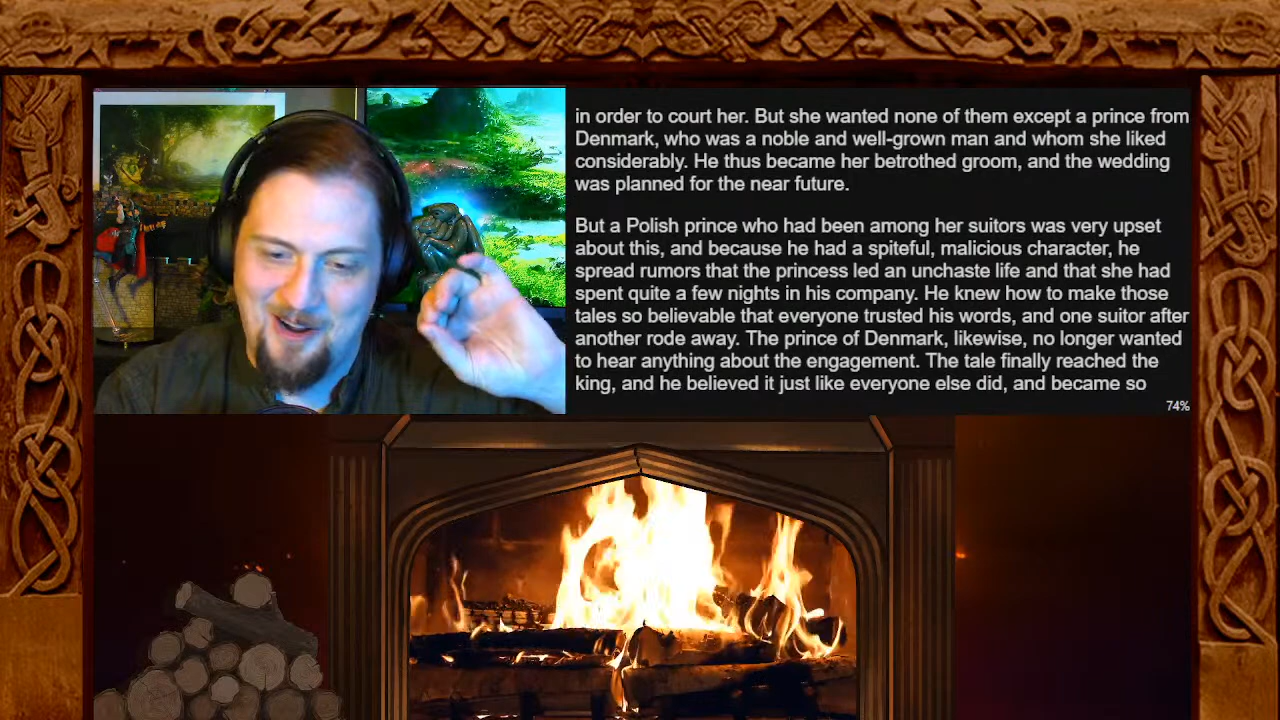 in order to court her. But she wanted none of them except a prince from
Denmark, who was a noble and well-grown man and whom she liked
considerably. He thus became her betrothed groom, and the wedding
was planned for the near future.
But a Polish prince who had been among her suitors was very upset
about this, and because he had a spiteful, malicious character, he
spread rumors that the princess led an unchaste life and that she had
spent quite a few nights in his company. He knew how to make those
tales so believable that everyone trusted his words, and one suitor after
another rode away. The prince of Denmark, likewise, no longer wanted
to hear anything about the engagement. The tale finally reached the
king, and he believed it just like everyone else did, and became so
74%